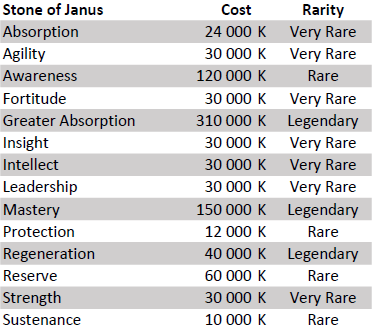 Stone of Janus Cost Rarity
Absorption 24 000 K Very Rare
Agility 30 000 K Very Rare
Awareness 120 000 K Rare
Fortitude 30 000 K Very Rare
Greater Absorption 310 000 K Legendary
Insight 30 000 K Very Rare
Intellect 30 000 K Very Rare
Leadership 30 000 K Very Rare
Mastery 150 000 K Legendary
Protection 12 000 K Rare
Regeneration 40 000 K Legendary
Reserve 60 000 K Rare
Strength 30 000 K Very Rare
Sustenance 10 000 K Rare